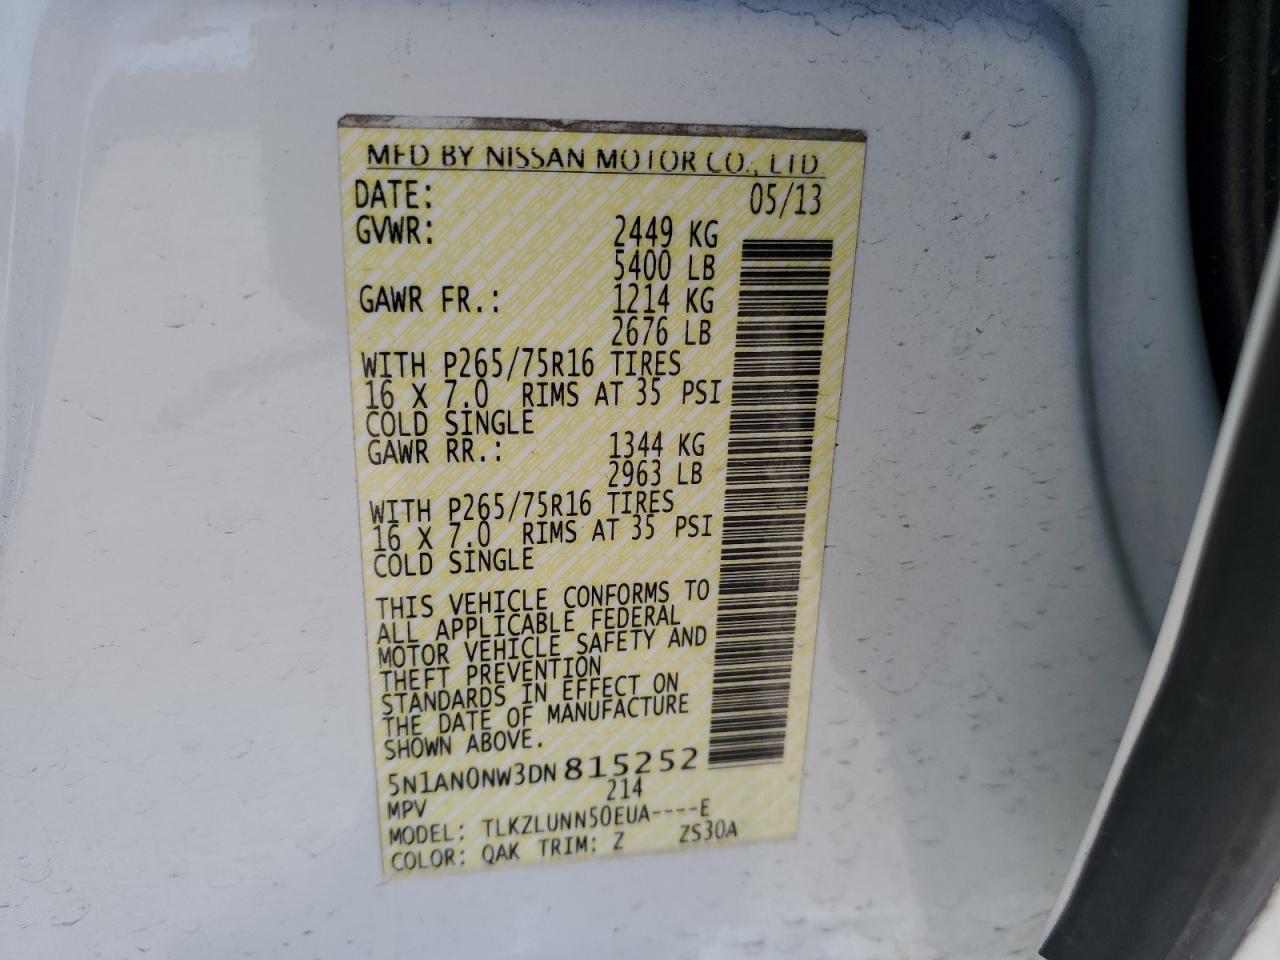 MFD BY NISSAN MOTOR CO., LTD.
DATE: 05/13
GVWR: 2449 KG
5400 LB
GAWR FR.: 1214 KG
2676 LB
WITH P265/75R16 TIRES
16 X 7.0 RIMS AT 35 PSI
COLD SINGLE
GAWR RR.: 1344 KG
2963 LB
WITH P265/75R16 TIRES
16 X 7.0 RIMS AT 35 PSI
COLD SINGLE
THIS VEHICLE CONFORMS TO
ALL APPLICABLE FEDERAL
MOTOR VEHICLE SAFETY AND
THEFT PREVENTION
STANDARDS IN EFFECT ON
THE DATE OF MANUFACTURE
SHOWN ABOVE.
5N1AN0NW3DN815252
MPV 214
MODEL: TLKZLUNN50EUA----E
COLOR: QAK TRIM: Z ZS30A